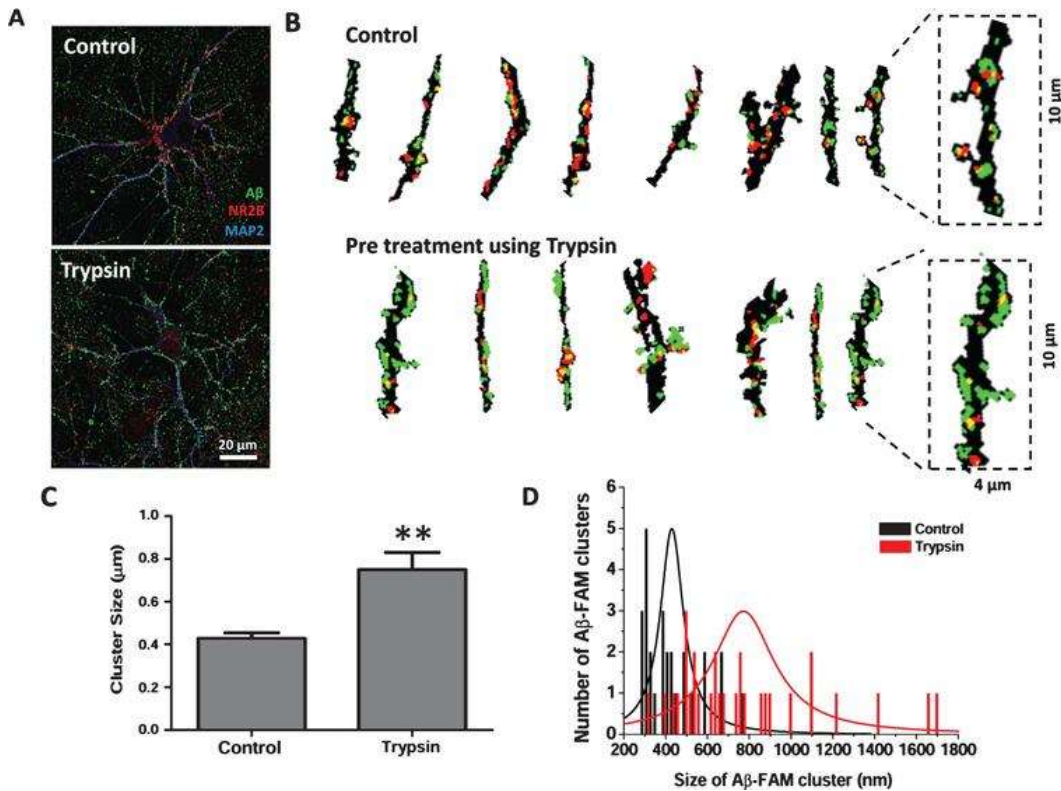 A
Control
Aβ
NR2B
MAP2
Trypsin
20 µm
B
Control
10 µm
Pre treatment using Trypsin
10 µm
4 µm
C
Cluster Size (µm)
1.0
0.8
0.6
0.4
0.2
0.0
**
Control
Trypsin
D
Number of Aβ-FAM clusters
6
5
4
3
2
1
0
Control
Trypsin
200 400 600 800 1000 1200 1400 1600 1800
Size of Aβ-FAM cluster (nm)